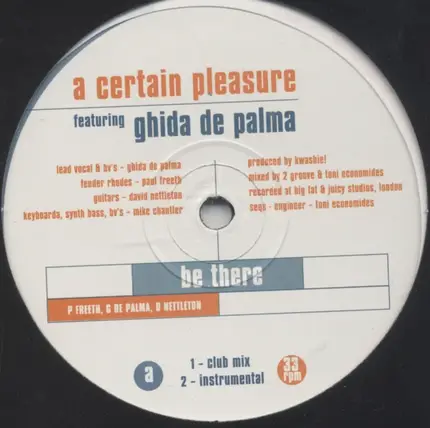 a certain pleasure
featuring ghida de palma
lead vocal & bv's - ghida de palma
fender rhodes - paul freeth
guitars - david nettleton
keyboards, synth bass, bv's - mike chantler
produced by kwashie!
mixed by 2 groove & toni economides
recorded at big fat & juicy studios, london
seqn - engineer - toni economides
be there
P FREETH, G DE PALMA, D NETTLETON
a
1 - club mix
2 - instrumental
33 rpm